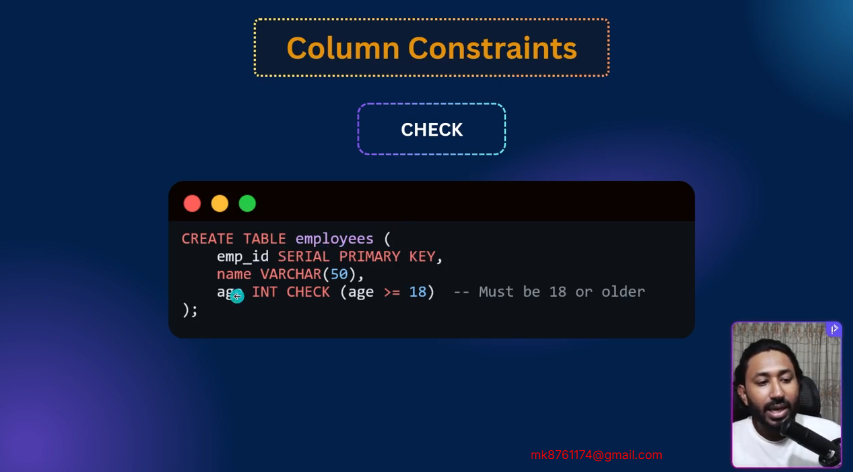 Column Constraints
CHECK
CREATE TABLE employees (
    emp_id SERIAL PRIMARY KEY,
    name VARCHAR(50),
    age INT CHECK (age >= 18)  -- Must be 18 or older
);
mk8761174@gmail.com